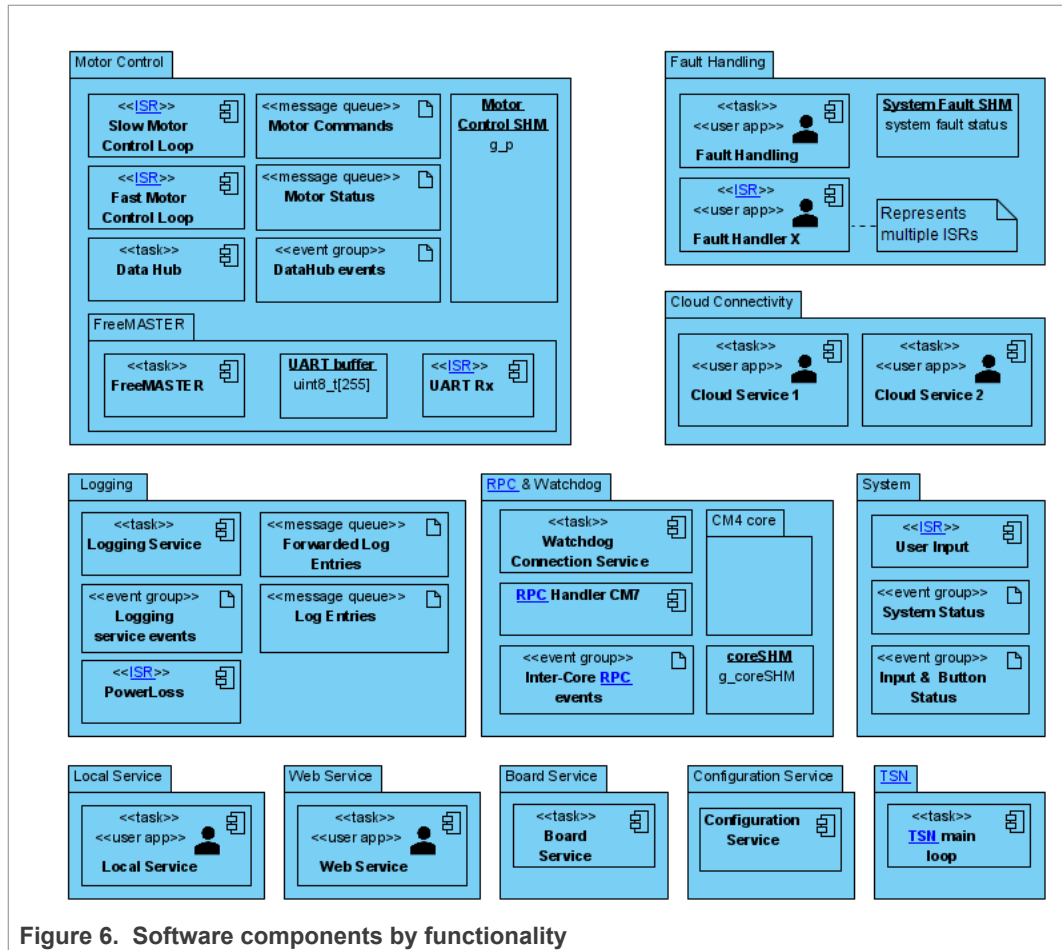 Motor Control
<<ISR>>
Slow Motor
Control Loop
<<message queue>>
Motor Commands
Motor
Control SHM
g_p
<<ISR>>
Fast Motor
Control Loop
<<message queue>>
Motor Status
<<task>>
Data Hub
<<event group>>
DataHub events
FreeMASTER
<<task>>
FreeMASTER
UART buffer
uint8_t[255]
<<ISR>>
UART Rx
Fault Handling
<<task>>
<<user app>>
Fault Handling
System Fault SHM
system fault status
<<ISR>>
<<user app>>
Fault Handler X
Represents
multiple ISRs
Cloud Connectivity
<<task>>
<<user app>>
Cloud Service 1
<<task>>
<<user app>>
Cloud Service 2
Logging
<<task>>
Logging Service
<<message queue>>
Forwarded Log
Entries
<<event group>>
Logging
service events
<<message queue>>
Log Entries
<<ISR>>
PowerLoss
RPC & Watchdog
<<task>>
Watchdog
Connection Service
CM4 core
RPC Handler CM7
<<event group>>
Inter-Core RPC
events
coreSHM
g_coreSHM
System
<<ISR>>
User Input
<<event group>>
System Status
<<event group>>
Input & Button
Status
Local Service
<<task>>
<<user app>>
Local Service
Web Service
<<task>>
<<user app>>
Web Service
Board Service
<<task>>
Board
Service
Configuration Service
Configuration
Service
TSN
<<task>>
TSN main
loop
Figure 6. Software components by functionality